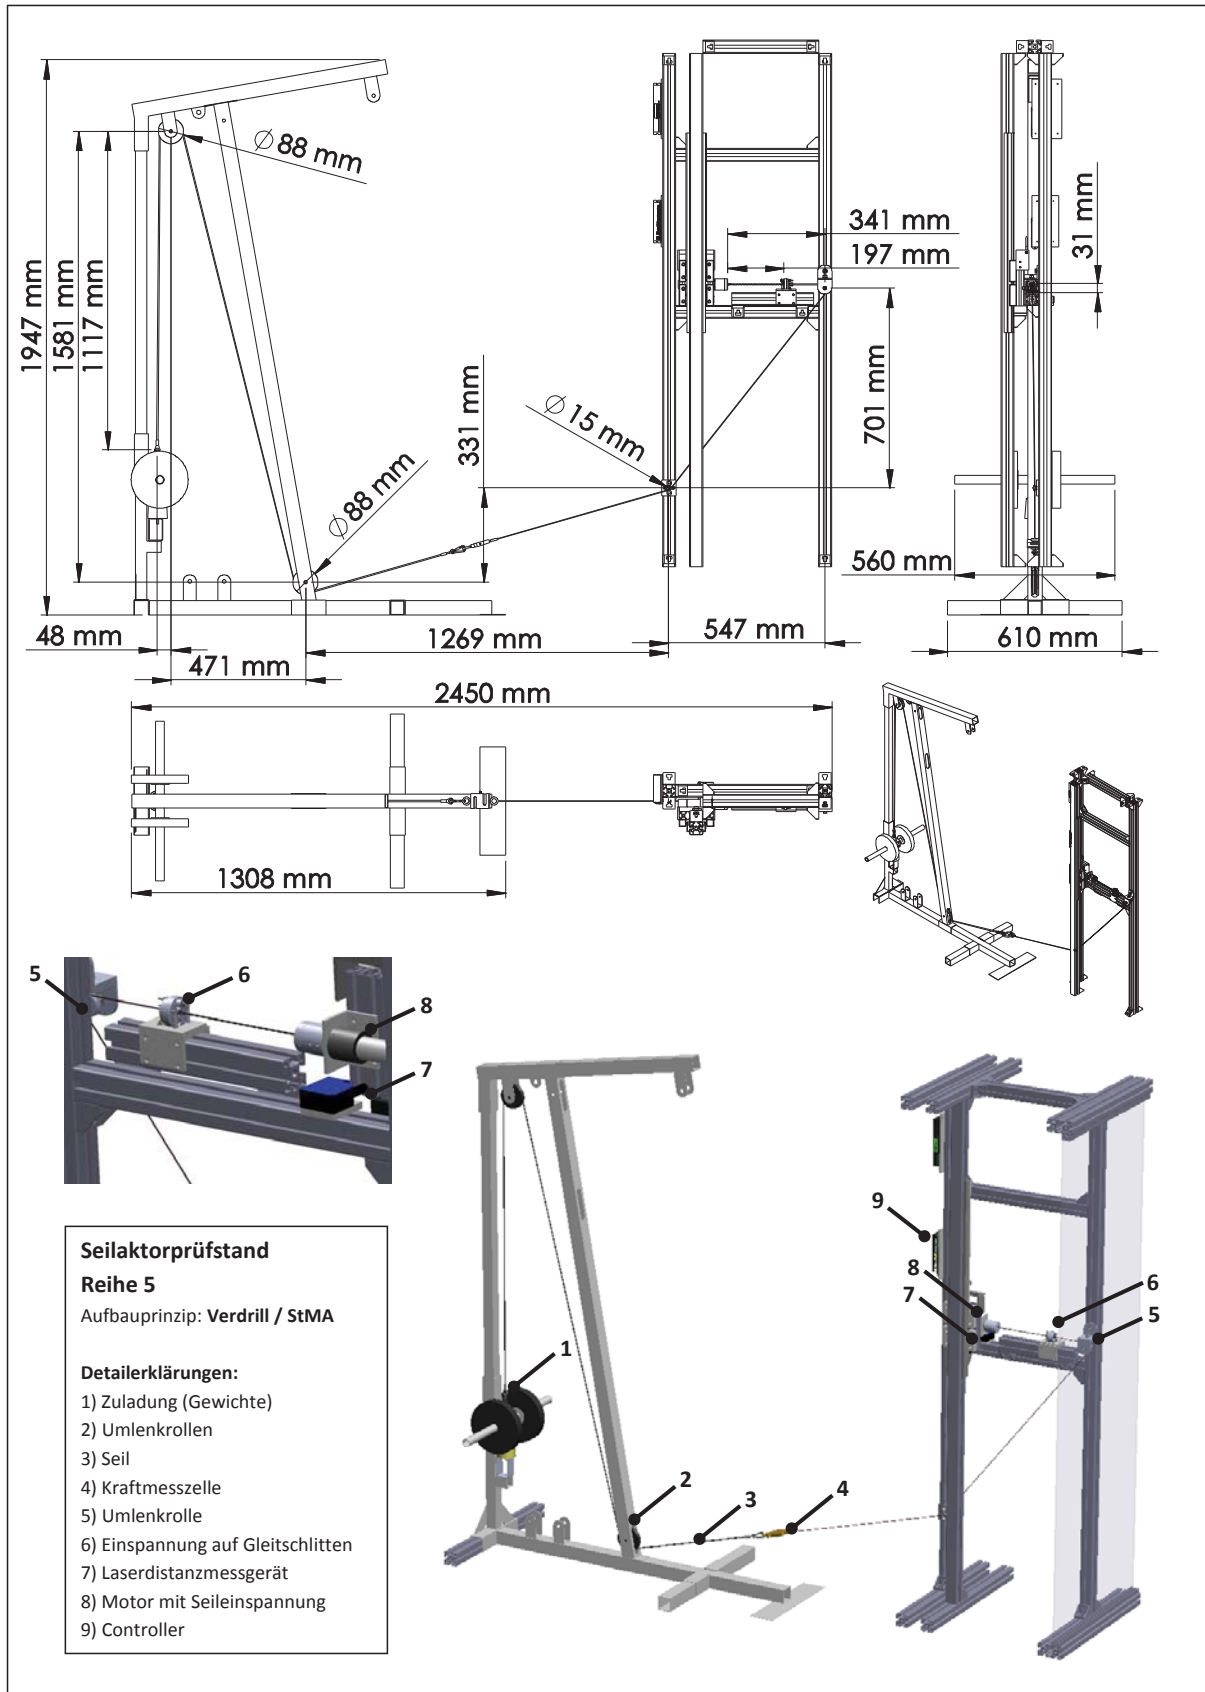 1947 mm
1581 mm
1117 mm
∅ 88 mm
341 mm
197 mm
31 mm
331 mm
∅ 15 mm
701 mm
∅ 88 mm
560 mm
48 mm
471 mm
1269 mm
547 mm
610 mm
2450 mm
1308 mm
5
6
8
7
Seilaktorprüfstand
Reihe 5
Aufbauprinzip: Verdrill / StMA
Detailerklärungen:
1) Zuladung (Gewichte)
2) Umlenkrollen
3) Seil
4) Kraftmesszelle
5) Umlenkrolle
6) Einspannung auf Gleitschlitten
7) Laserdistanzmessgerät
8) Motor mit Seileinspannung
9) Controller
1
2
3
4
9
8
7
6
5